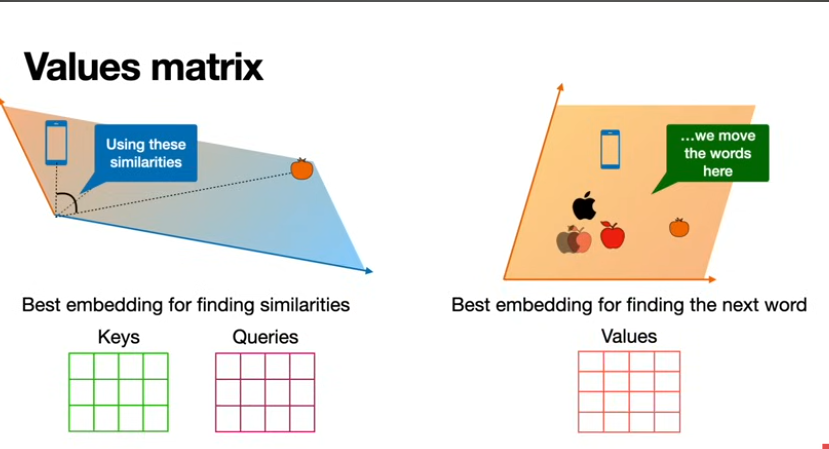 Values matrix
Using these
similarities
...we move
the words
here
Best embedding for finding similarities
Best embedding for finding the next word
Keys
Queries
Values